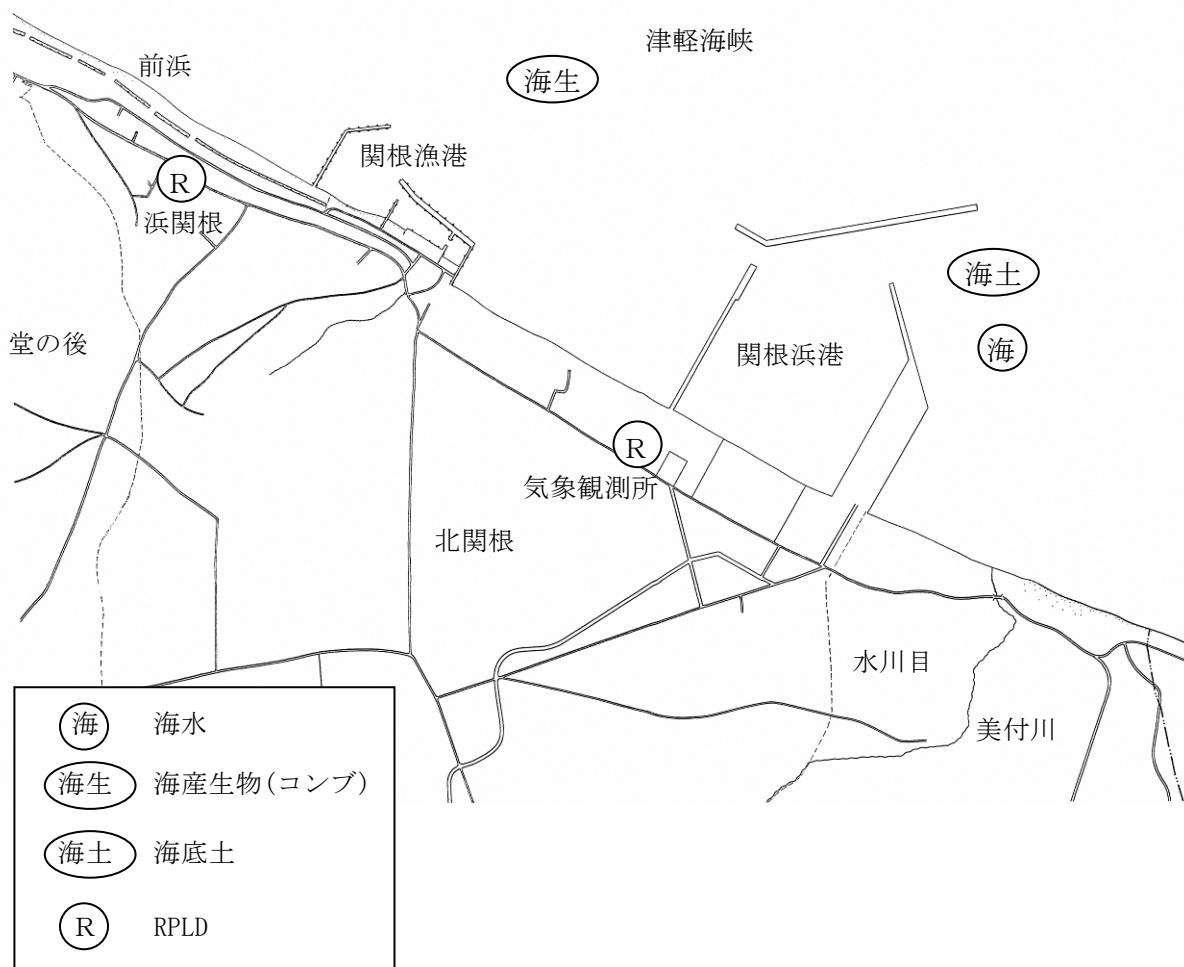 津軽海峡
前浜
海生
関根漁港
R
浜関根
海土
堂の後
関根浜港
海
R
気象観測所
北関根
水川目
美付川
海 海水
海生 海産生物(コンブ)
海土 海底土
R RPLD